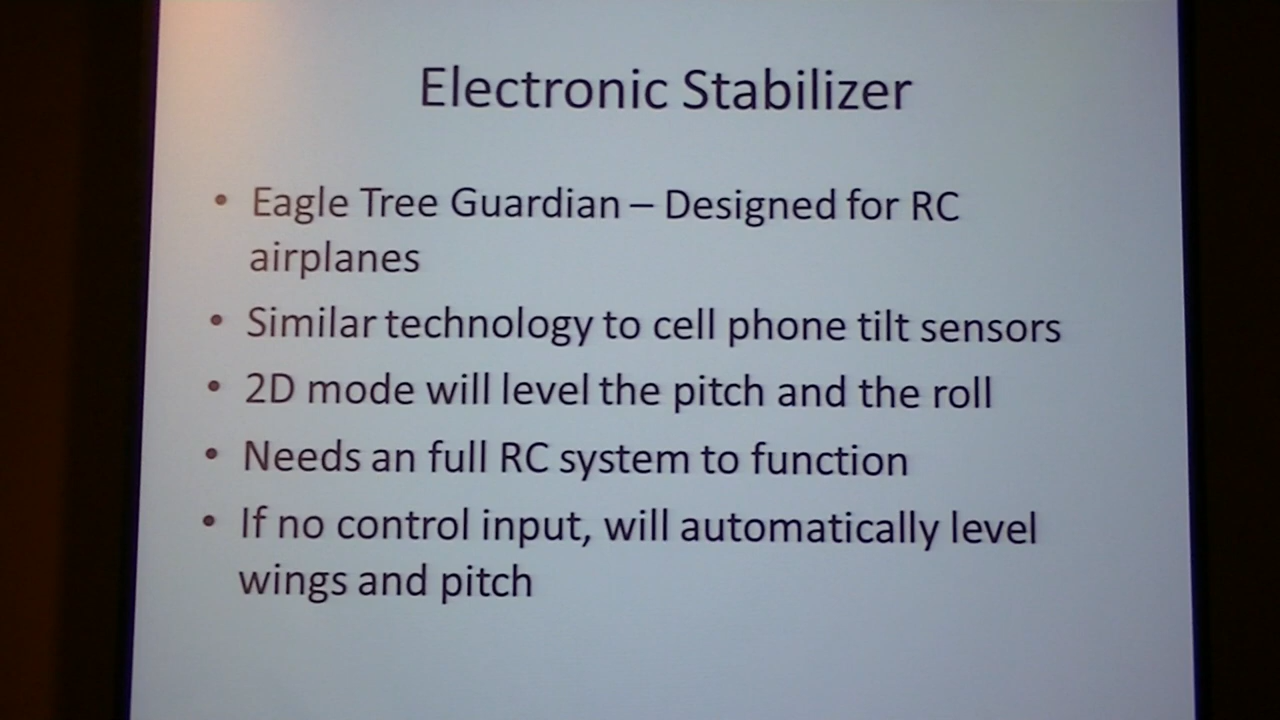 Electronic Stabilizer
• Eagle Tree Guardian – Designed for RC
airplanes
• Similar technology to cell phone tilt sensors
• 2D mode will level the pitch and the roll
• Needs an full RC system to function
• If no control input, will automatically level
wings and pitch